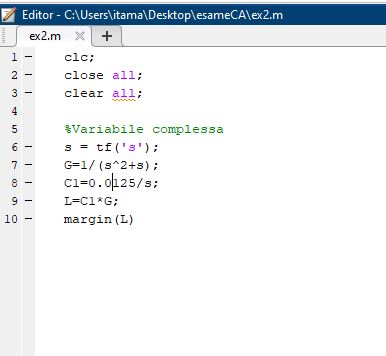 Editor - C:\Users\itama\Desktop\esameCA\ex2.m
ex2.m × +
1 - clc;
2 - close all;
3 - clear all;
4
5 %Variabile complessa
6 - s = tf('s');
7 - G=1/(s^2+s);
8 - C1=0.0125/s;
9 - L=C1*G;
10 - margin(L)